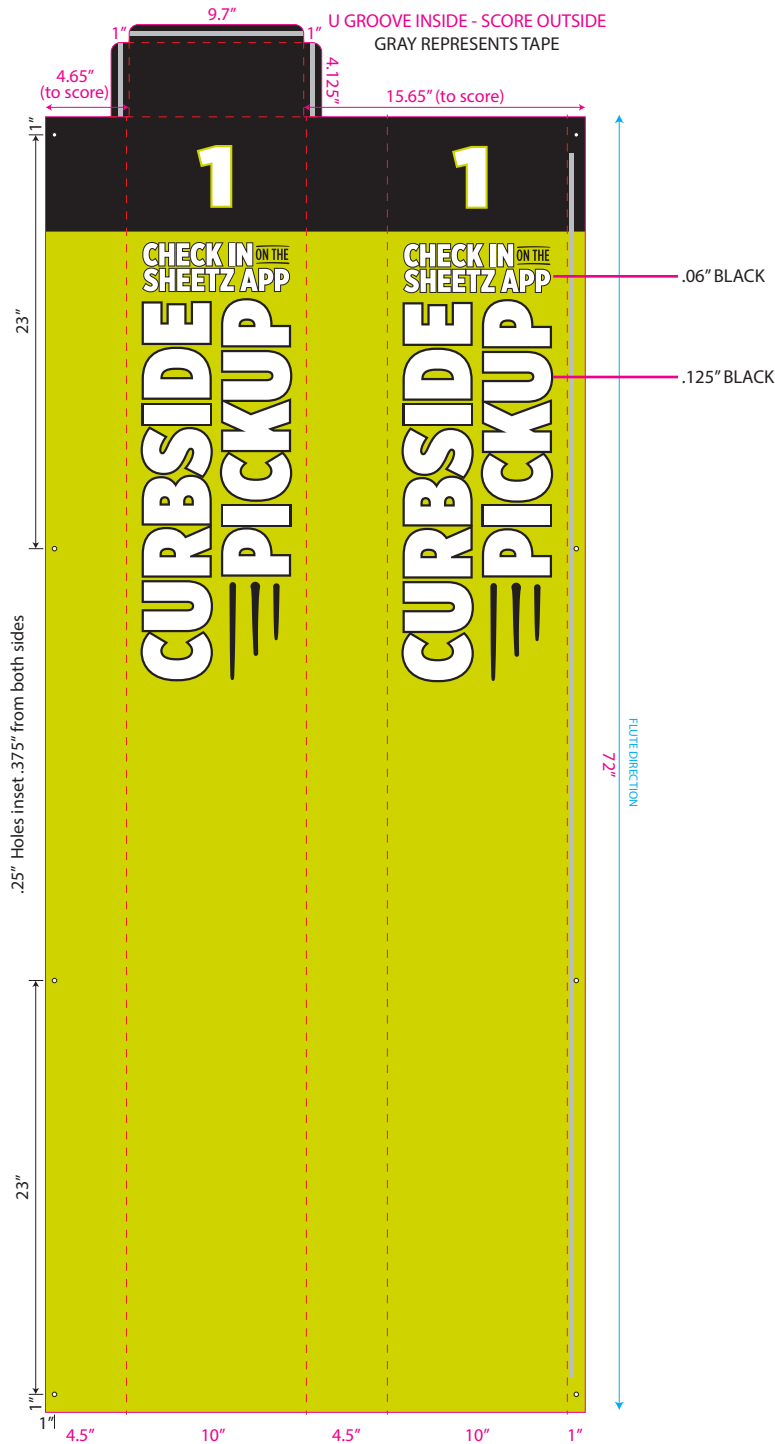 9.7”
U GROOVE INSIDE - SCORE OUTSIDE
GRAY REPRESENTS TAPE
1”
1”
4.125”
4.65”
(to score)
15.65” (to score)
1”
1
1
CHECK IN ON THE
SHEETZ APP
CHECK IN ON THE
SHEETZ APP
.06” BLACK
23”
CURBSIDE
PICKUP
CURBSIDE
PICKUP
.125” BLACK
.25” Holes inset .375” from both sides
72”
FLUTE DIRECTION
23”
1”
1”
4.5”
10”
4.5”
10”
1”